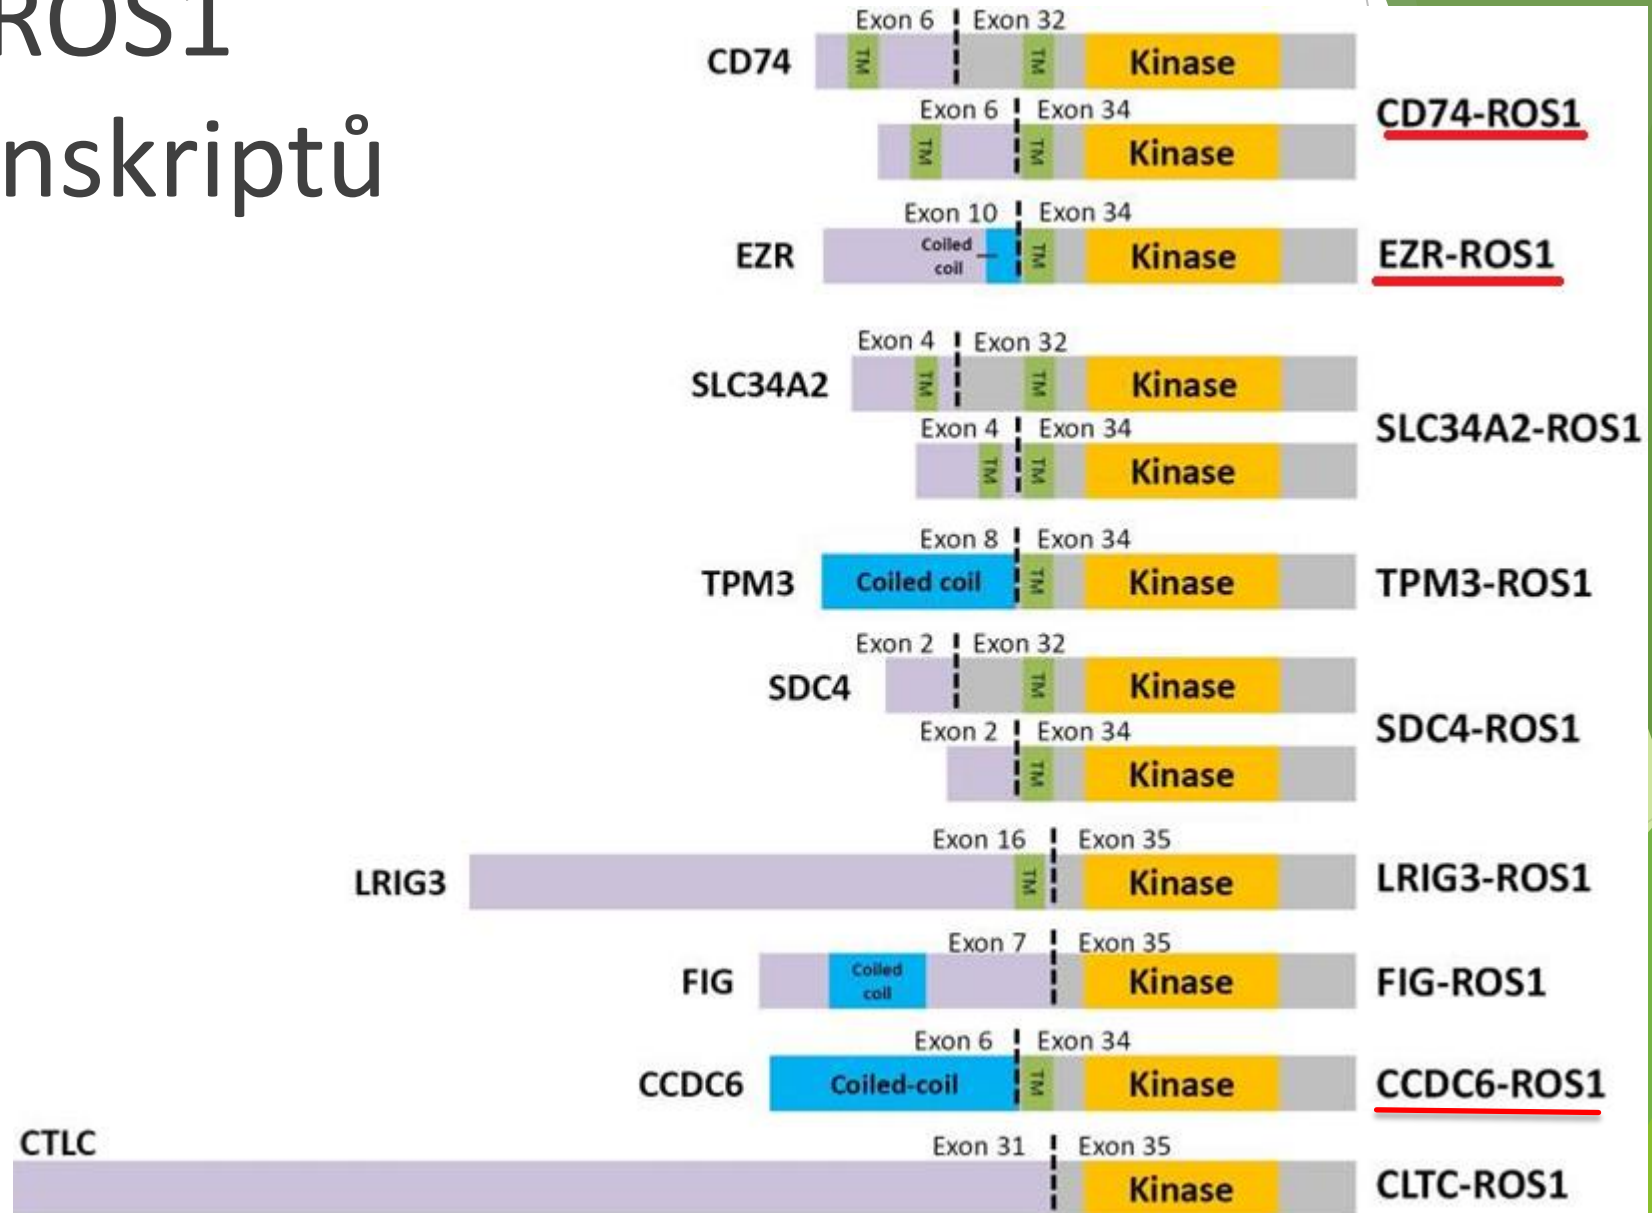 ROS1
nskriptů
Exon 6 Exon 32
CD74 TM TM Kinase
CD74-ROS1
Exon 6 Exon 34
TM TM Kinase
Exon 10 Exon 34
EZR Coiled coil TM Kinase EZR-ROS1
Exon 4 Exon 32
SLC34A2 TM TM Kinase
SLC34A2-ROS1
Exon 4 Exon 34
TM TM Kinase
Exon 8 Exon 34
TPM3 Coiled coil TM Kinase TPM3-ROS1
Exon 2 Exon 32
SDC4 TM Kinase
SDC4-ROS1
Exon 2 Exon 34
TM Kinase
Exon 16 Exon 35
LRIG3 TM Kinase LRIG3-ROS1
Exon 7 Exon 35
FIG Coiled coil Kinase FIG-ROS1
Exon 6 Exon 34
CCDC6 Coiled-coil TM Kinase CCDC6-ROS1
CTLC
Exon 31 Exon 35
Kinase CLTC-ROS1